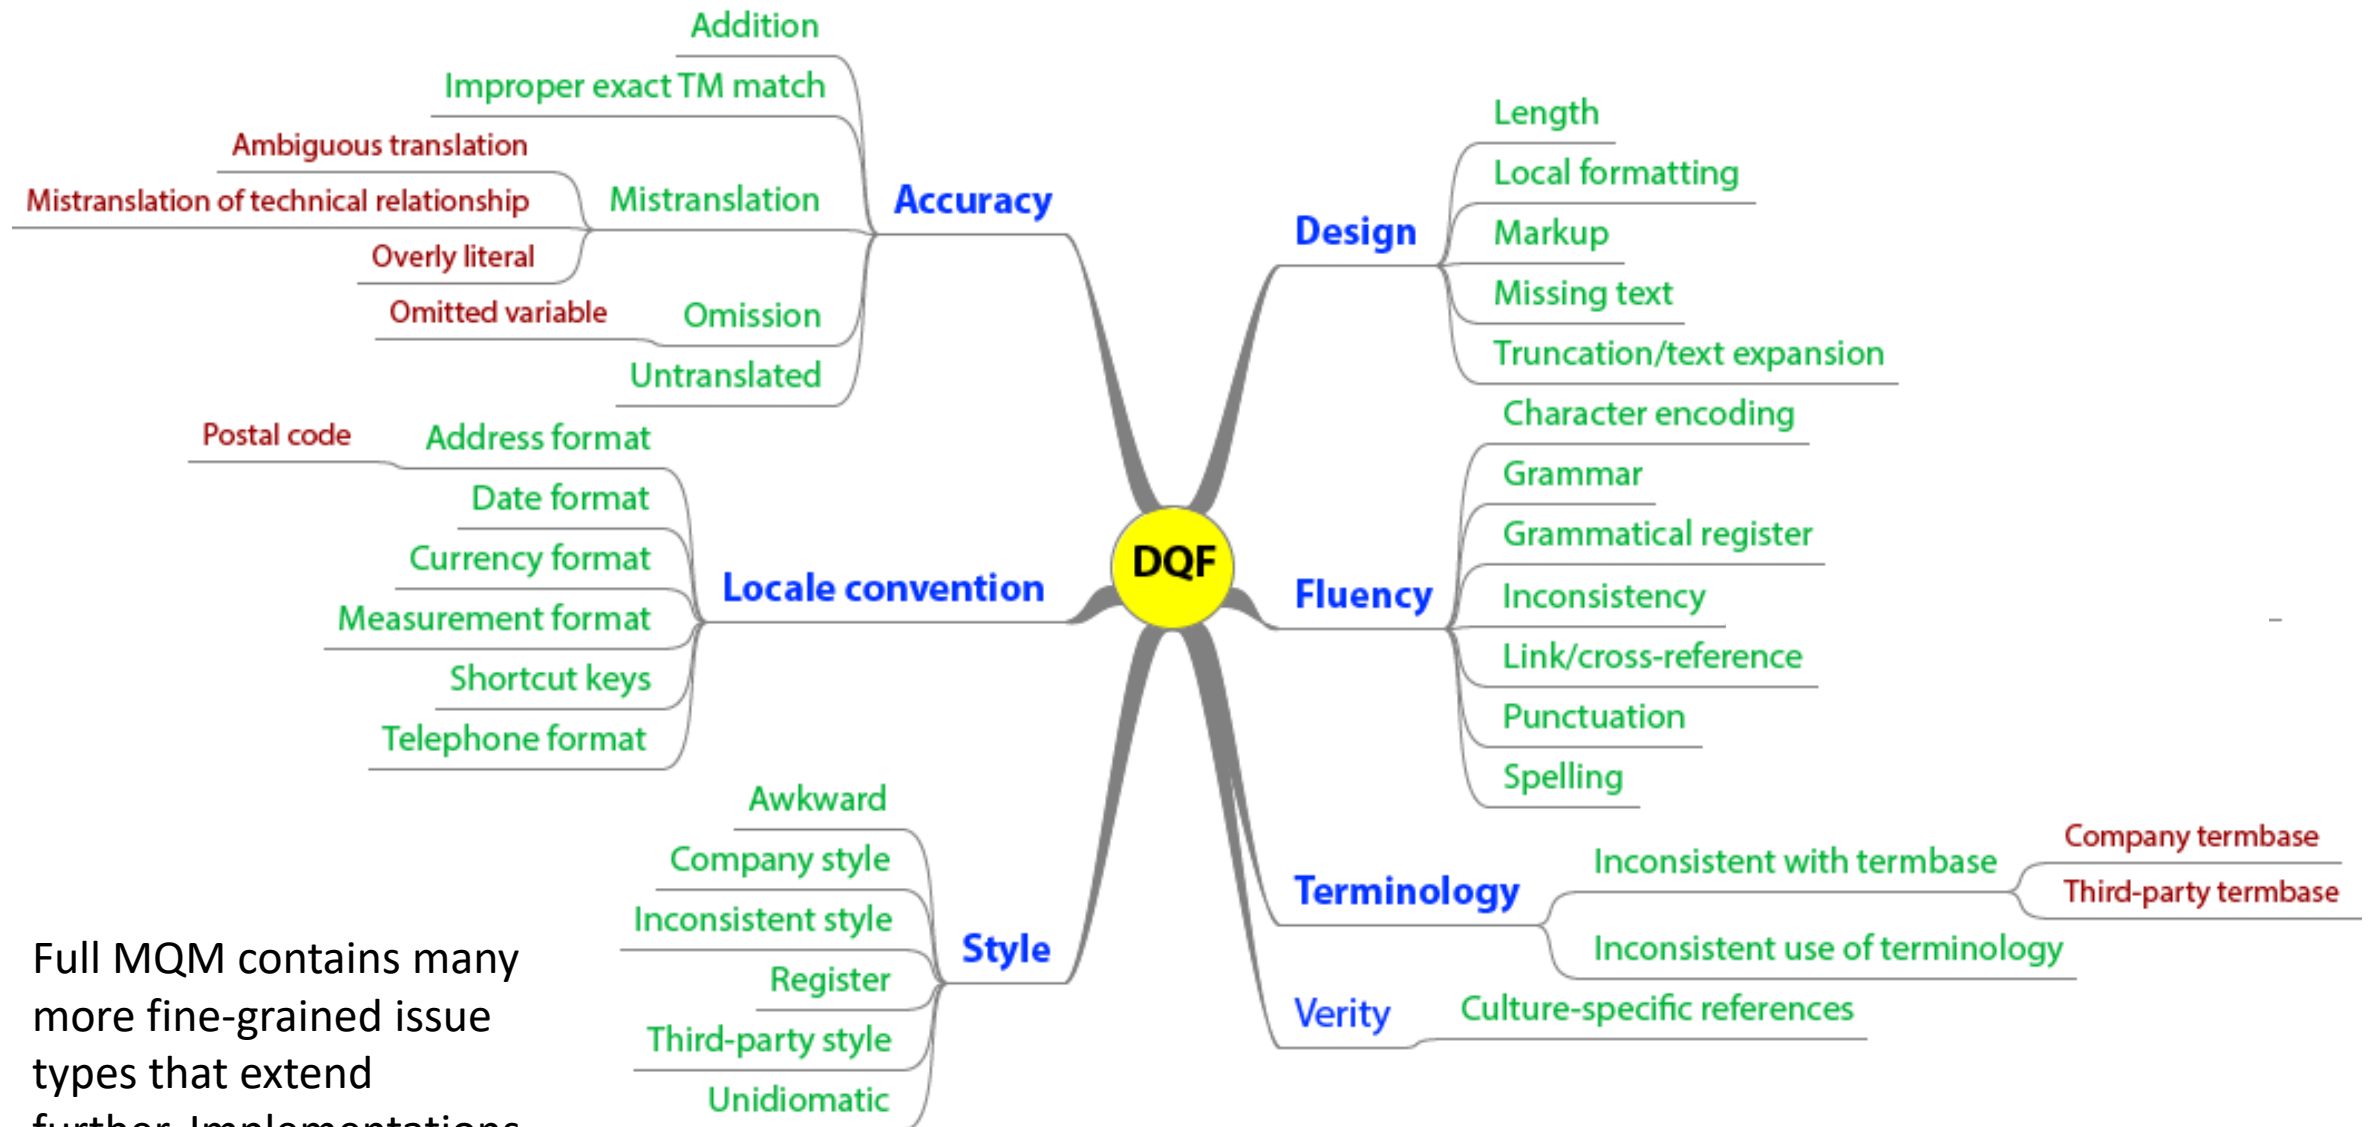 Addition
Improper exact TM match
Ambiguous translation
Mistranslation of technical relationship
Overly literal
Mistranslation
Omitted variable
Omission
Untranslated
Accuracy
Postal code
Address format
Date format
Currency format
Measurement format
Shortcut keys
Telephone format
Locale convention
Awkward
Company style
Inconsistent style
Register
Third-party style
Unidiomatic
Style
DQF
Design
Length
Local formatting
Markup
Missing text
Truncation/text expansion
Fluency
Character encoding
Grammar
Grammatical register
Inconsistency
Link/cross-reference
Punctuation
Spelling
Terminology
Inconsistent with termbase
Company termbase
Third-party termbase
Inconsistent use of terminology
Verity
Culture-specific references
Full MQM contains many
more fine-grained issue
types that extend
further. Implementations